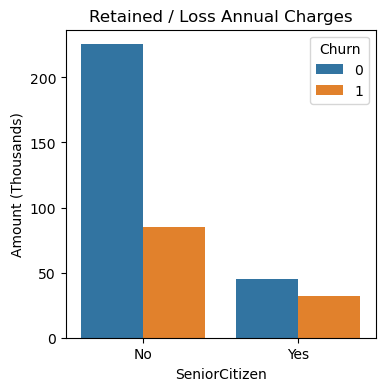 Retained / Loss Annual Charges
Churn
0
1
Amount (Thousands)
200
150
100
50
0
No
Yes
SeniorCitizen